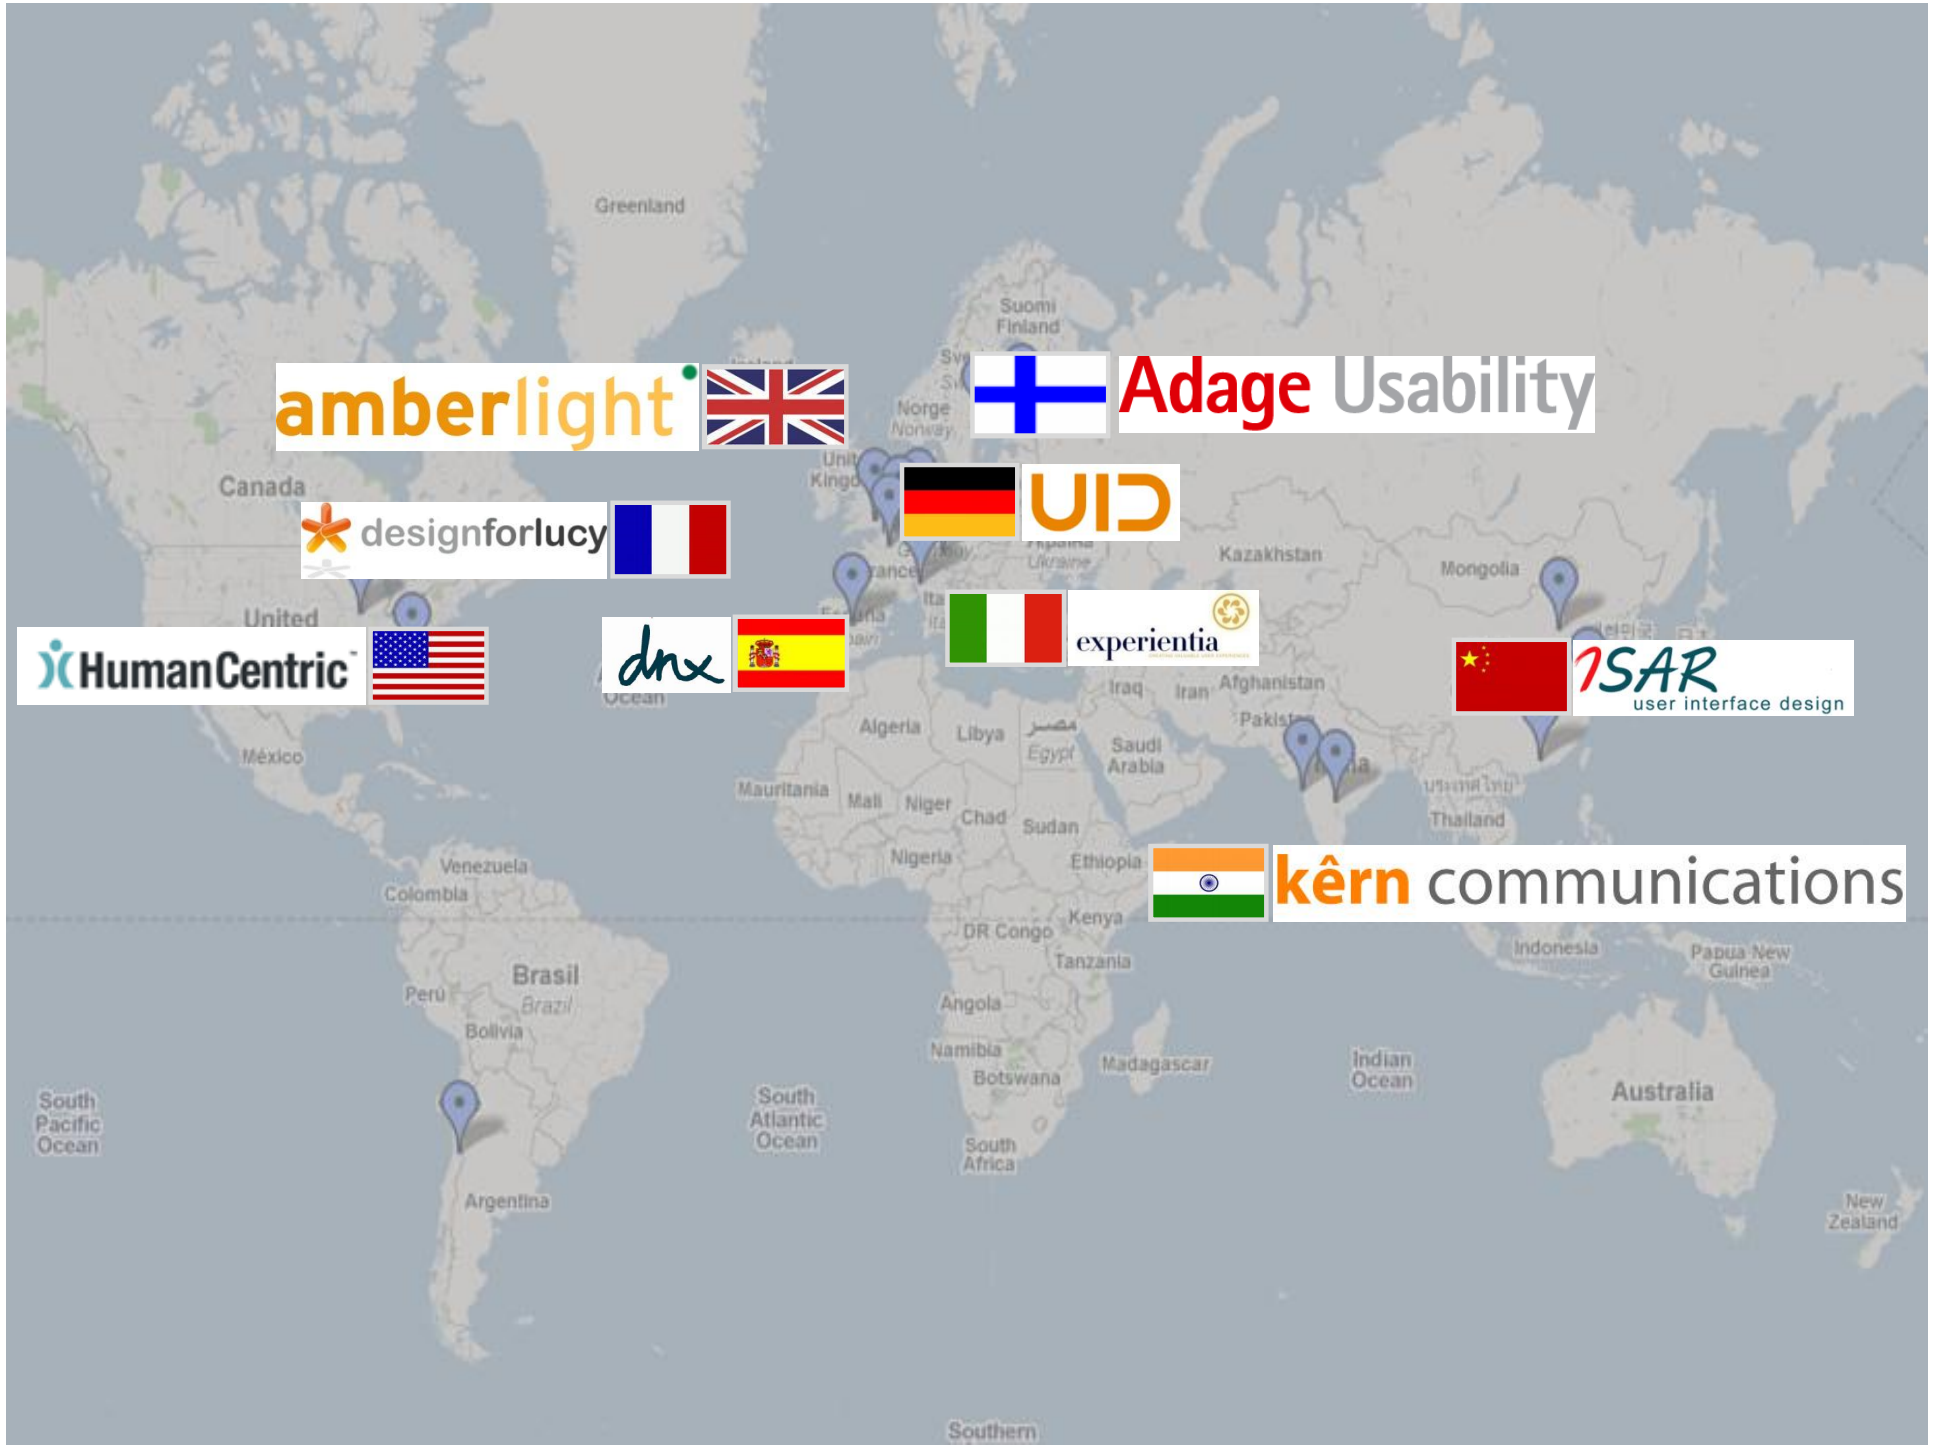 Greenland
Suomi
Finland
amberlight
Adage Usability
Norge
Norway
Canada
Kingdo
UID
designforlucy
Ukraine
Kazakhstan
Mongolia
United
HumanCentric
dnx
experientia
ISAR
user interface design
Ocean
Iraq
Iran
Afghanistan
Algeria
Libya
مصر
Egypt
Saudi
Arabia
México
Mauritania
Mali
Niger
Chad
Sudan
Thailand
Nigeria
Ethiopia
Venezuela
Colombia
kêrn communications
Kenya
DR Congo
Tanzania
Indonesia
Papua New
Guinea
Brasil
Brazil
Perú
Bolivia
Angola
Namibia
Botswana
Madagascar
Indian
Ocean
Australia
South
Pacific
Ocean
South
Atlantic
Ocean
South
Africa
Argentina
New
Zealand
Southern